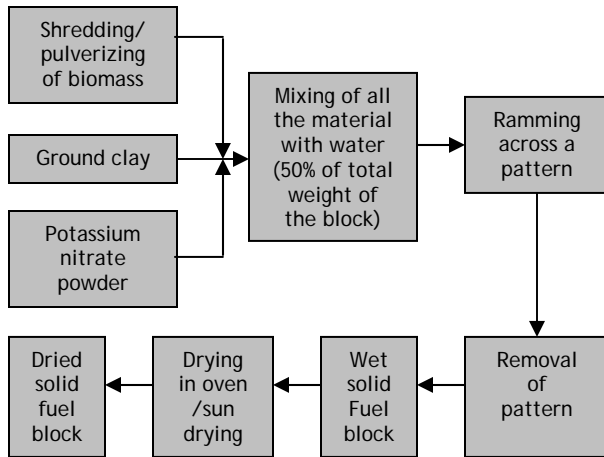 Shredding/
pulverizing
of biomass
Ground clay
Potassium
nitrate
powder
Mixing of all
the material
with water
(50% of total
weight of
the block)
Ramming
across a
pattern
Removal
of
pattern
Wet
solid
Fuel
block
Drying
in oven
/sun
drying
Dried
solid
fuel
block